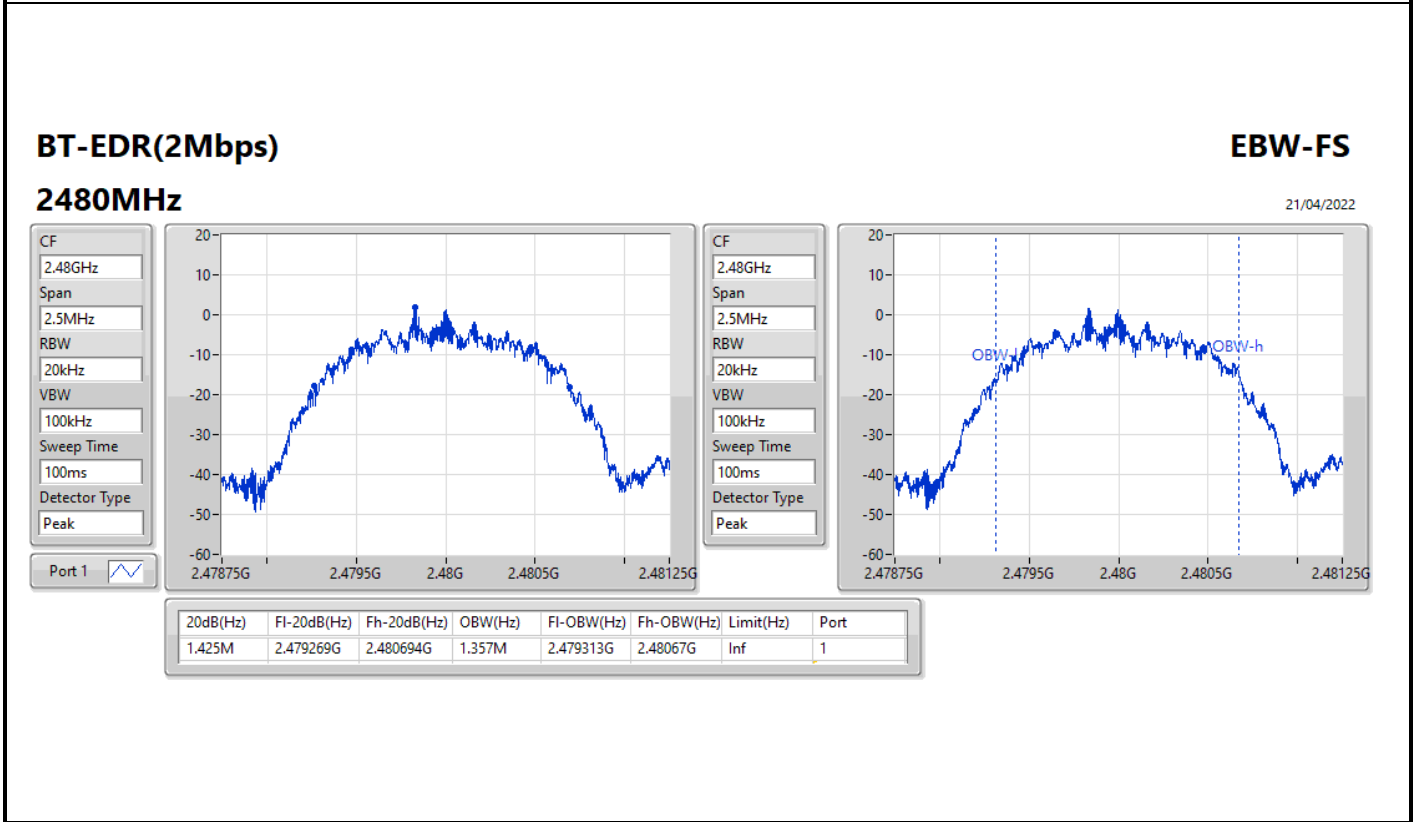 BT-EDR(2Mbps)
EBW-FS
2480MHz
21/04/2022
CF
2.48GHz
Span
2.5MHz
RBW
20kHz
VBW
100kHz
Sweep Time
100ms
Detector Type
Peak
Port 1
20
10
0
-10
-20
-30
-40
-50
-60
2.47875G 2.4795G 2.48G 2.4805G 2.48125G
CF
2.48GHz
Span
2.5MHz
RBW
20kHz
VBW
100kHz
Sweep Time
100ms
Detector Type
Peak
20
10
0
-10
-20
-30
-40
-50
-60
OBW-l
OBW-h
2.47875G 2.4795G 2.48G 2.4805G 2.48125G
20dB(Hz) Fl-20dB(Hz) Fh-20dB(Hz) OBW(Hz) Fl-OBW(Hz) Fh-OBW(Hz) Limit(Hz) Port
1.425M 2.479269G 2.480694G 1.357M 2.479313G 2.48067G Inf 1